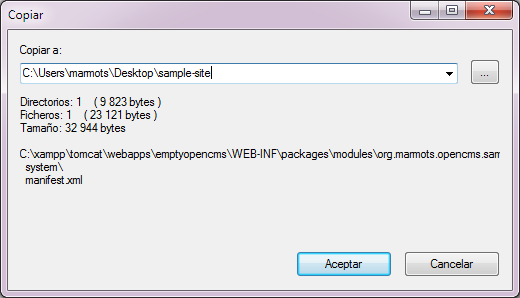 Copiar
Copiar a:
C:\Users\marmots\Desktop\sample-site
...
Directorios: 1 ( 9 823 bytes )
Ficheros: 1 ( 23 121 bytes )
Tamaño: 32 944 bytes
C:\xampp\tomcat\webapps\emptyopencms\WEB-INF\packages\modules\org.marmots.opencms.sam
system\
manifest.xml
Aceptar
Cancelar